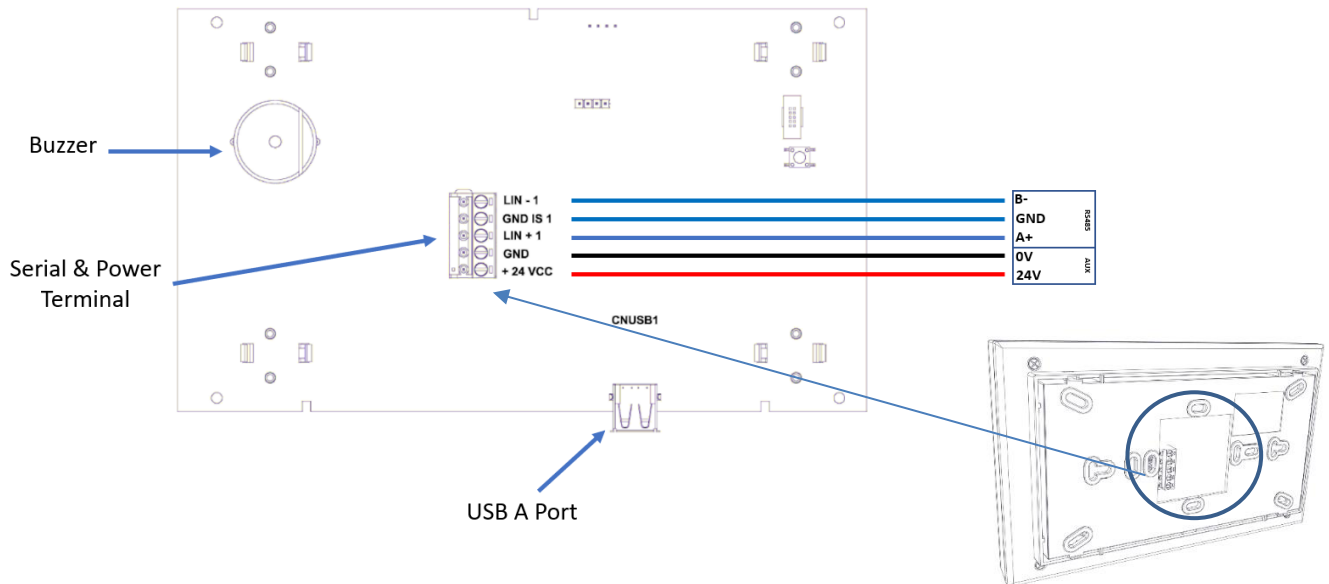 Buzzer
Serial & Power
Terminal
LIN - 1
GND IS 1
LIN + 1
GND
+ 24 VCC
B-
GND
A+
RS485
0V
24V
AUX
CNUSB1
USB A Port